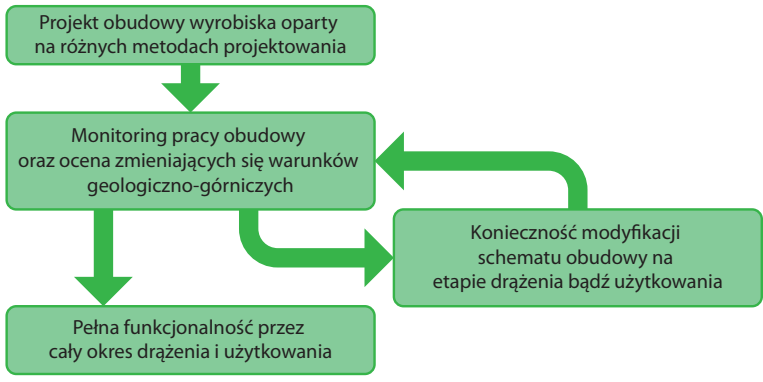 Projekt obudowy wyrobiska oparty
na różnych metodach projektowania
Monitoring pracy obudowy
oraz ocena zmieniających się warunków
geologiczno-górniczych
Konieczność modyfikacji
schematu obudowy na
etapie drążenia bądź użytkowania
Pełna funkcjonalność przez
cały okres drążenia i użytkowania